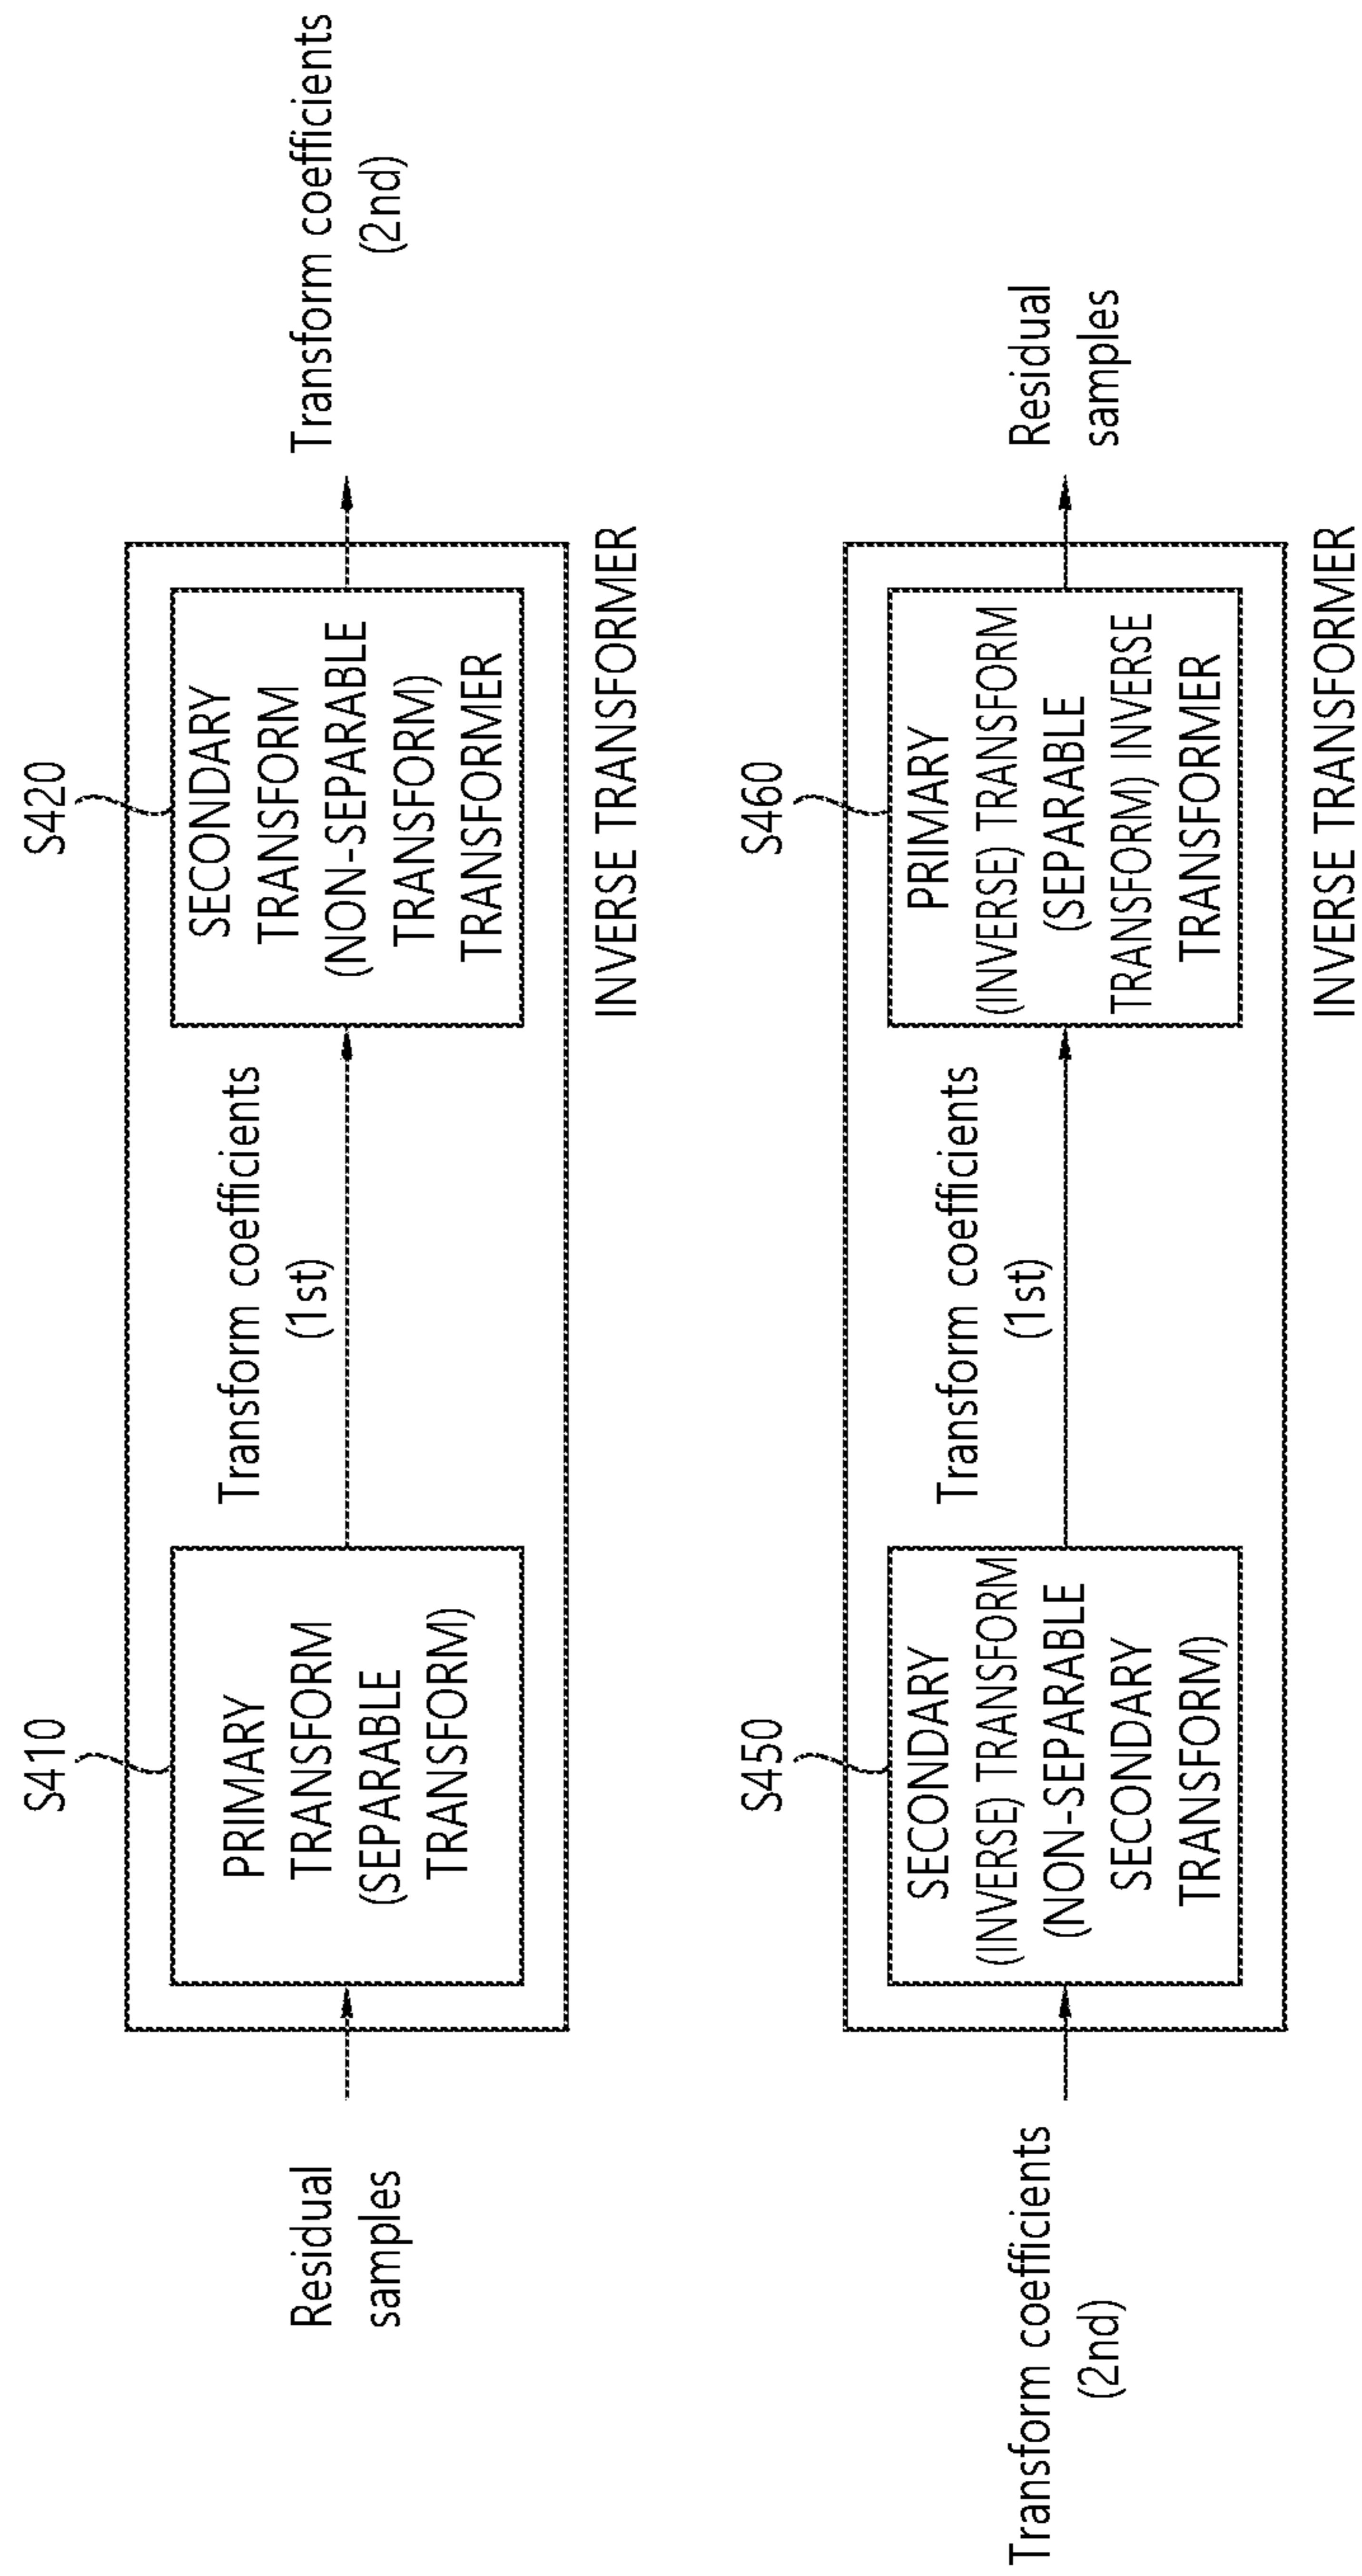 S410
S420
Residual
samples
PRIMARY
TRANSFORM
(SEPARABLE
TRANSFORM)
Transform coefficients
(1st)
SECONDARY
TRANSFORM
(NON-SEPARABLE
TRANSFORM)
TRANSFORMER
Transform coefficients
(2nd)
INVERSE TRANSFORMER
S450
S460
Transform coefficients
(2nd)
SECONDARY
(INVERSE) TRANSFORM
(NON-SEPARABLE
SECONDARY
TRANSFORM)
Transform coefficients
(1st)
PRIMARY
(INVERSE) TRANSFORM
(SEPARABLE
TRANSFORM) INVERSE
TRANSFORMER
Residual
samples
INVERSE TRANSFORMER